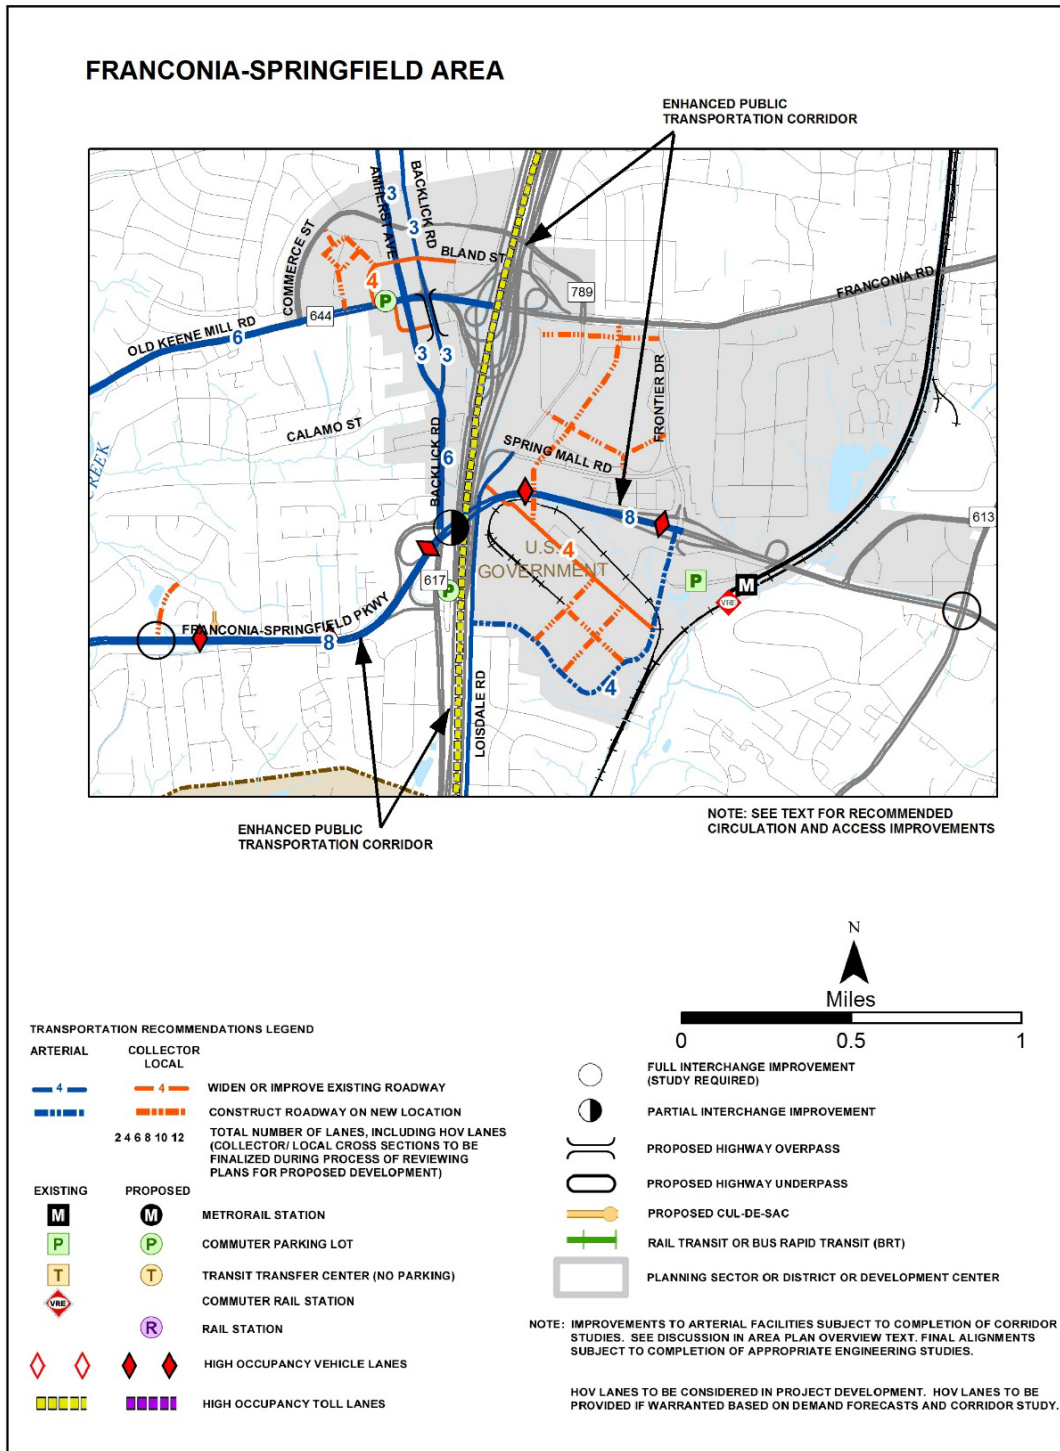 FRANCONIA-SPRINGFIELD AREA
ENHANCED PUBLIC
TRANSPORTATION CORRIDOR
AMHERST AVE
BACKLICK RD
3
3
COMMERCE ST
BLAND ST
4
P
789
FRANCONIA RD
644
OLD KEENE MILL RD
6
3
3
FRONTIER DR
CALAMO ST
SPRING MALL RD
CREEK
BACKLICK RD
6
8
613
4
U.S.
GOVERNMENT
617
P
P
M
VRE
FRANCONIA-SPRINGFIELD PKWY
8
4
LOISDALE RD
NOTE: SEE TEXT FOR RECOMMENDED
CIRCULATION AND ACCESS IMPROVEMENTS
ENHANCED PUBLIC
TRANSPORTATION CORRIDOR
N
Miles
0
0.5
1
TRANSPORTATION RECOMMENDATIONS LEGEND
ARTERIAL
COLLECTOR
LOCAL
4
4
WIDEN OR IMPROVE EXISTING ROADWAY
CONSTRUCT ROADWAY ON NEW LOCATION
2 4 6 8 10 12
TOTAL NUMBER OF LANES, INCLUDING HOV LANES
(COLLECTOR/ LOCAL CROSS SECTIONS TO BE
FINALIZED DURING PROCESS OF REVIEWING
PLANS FOR PROPOSED DEVELOPMENT)
EXISTING
PROPOSED
M
M
METRORAIL STATION
P
P
COMMUTER PARKING LOT
T
T
TRANSIT TRANSFER CENTER (NO PARKING)
VRE
COMMUTER RAIL STATION
R
RAIL STATION
HIGH OCCUPANCY VEHICLE LANES
HIGH OCCUPANCY TOLL LANES
FULL INTERCHANGE IMPROVEMENT
(STUDY REQUIRED)
PARTIAL INTERCHANGE IMPROVEMENT
PROPOSED HIGHWAY OVERPASS
PROPOSED HIGHWAY UNDERPASS
PROPOSED CUL-DE-SAC
RAIL TRANSIT OR BUS RAPID TRANSIT (BRT)
PLANNING SECTOR OR DISTRICT OR DEVELOPMENT CENTER
NOTE: IMPROVEMENTS TO ARTERIAL FACILITIES SUBJECT TO COMPLETION OF CORRIDOR
STUDIES. SEE DISCUSSION IN AREA PLAN OVERVIEW TEXT. FINAL ALIGNMENTS
SUBJECT TO COMPLETION OF APPROPRIATE ENGINEERING STUDIES.
HOV LANES TO BE CONSIDERED IN PROJECT DEVELOPMENT. HOV LANES TO BE
PROVIDED IF WARRANTED BASED ON DEMAND FORECASTS AND CORRIDOR STUDY.